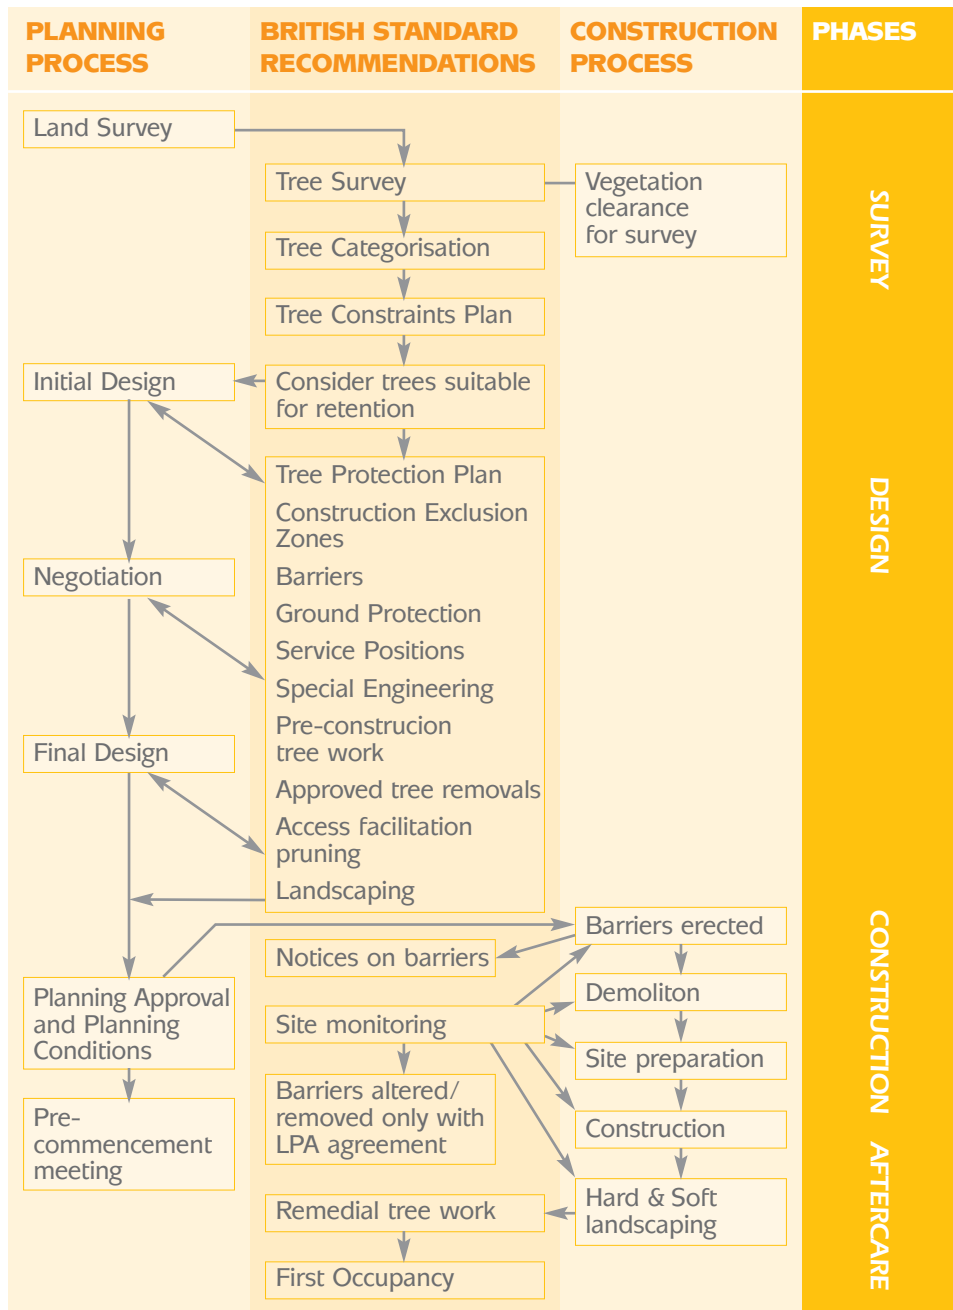 PLANNING
PROCESS
BRITISH STANDARD
RECOMMENDATIONS
CONSTRUCTION
PROCESS
PHASES
Land Survey
Tree Survey
Vegetation
clearance
for survey
SURVEY
Tree Categorisation
Tree Constraints Plan
Initial Design
Consider trees suitable
for retention
Tree Protection Plan
Construction Exclusion
Zones
Barriers
Ground Protection
Service Positions
Special Engineering
Pre-construcion
tree work
Approved tree removals
Access facilitation
pruning
Landscaping
DESIGN
Negotiation
Final Design
Barriers erected
Notices on barriers
Planning Approval
and Planning
Conditions
Demoliton
Site monitoring
Site preparation
CONSTRUCTION
Barriers altered/
removed only with
LPA agreement
Pre-
commencement
meeting
Construction
Hard & Soft
landscaping
Remedial tree work
First Occupancy
AFTERCARE